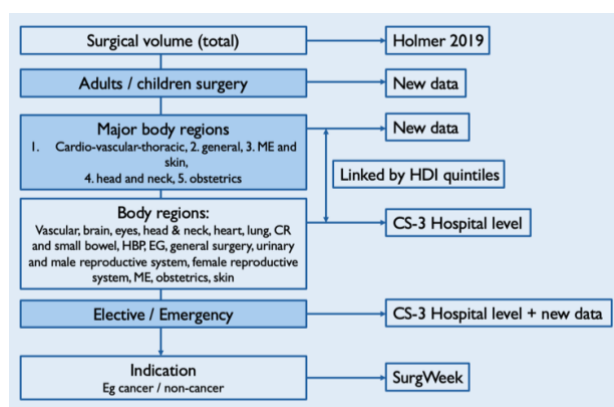 Surgical volume (total)
Holmer 2019
Adults / children surgery
New data
Major body regions
1. Cardio-vascular-thoracic, 2. general, 3. ME and
skin,
4. head and neck, 5. obstetrics
New data
Linked by HDI quintiles
Body regions:
Vascular, brain, eyes, head & neck, heart, lung, CR
and small bowel, HBP, EG, general surgery, urinary
and male reproductive system, female reproductive
system, ME, obstetrics, skin
CS-3 Hospital level
Elective / Emergency
CS-3 Hospital level + new data
Indication
Eg cancer / non-cancer
SurgWeek